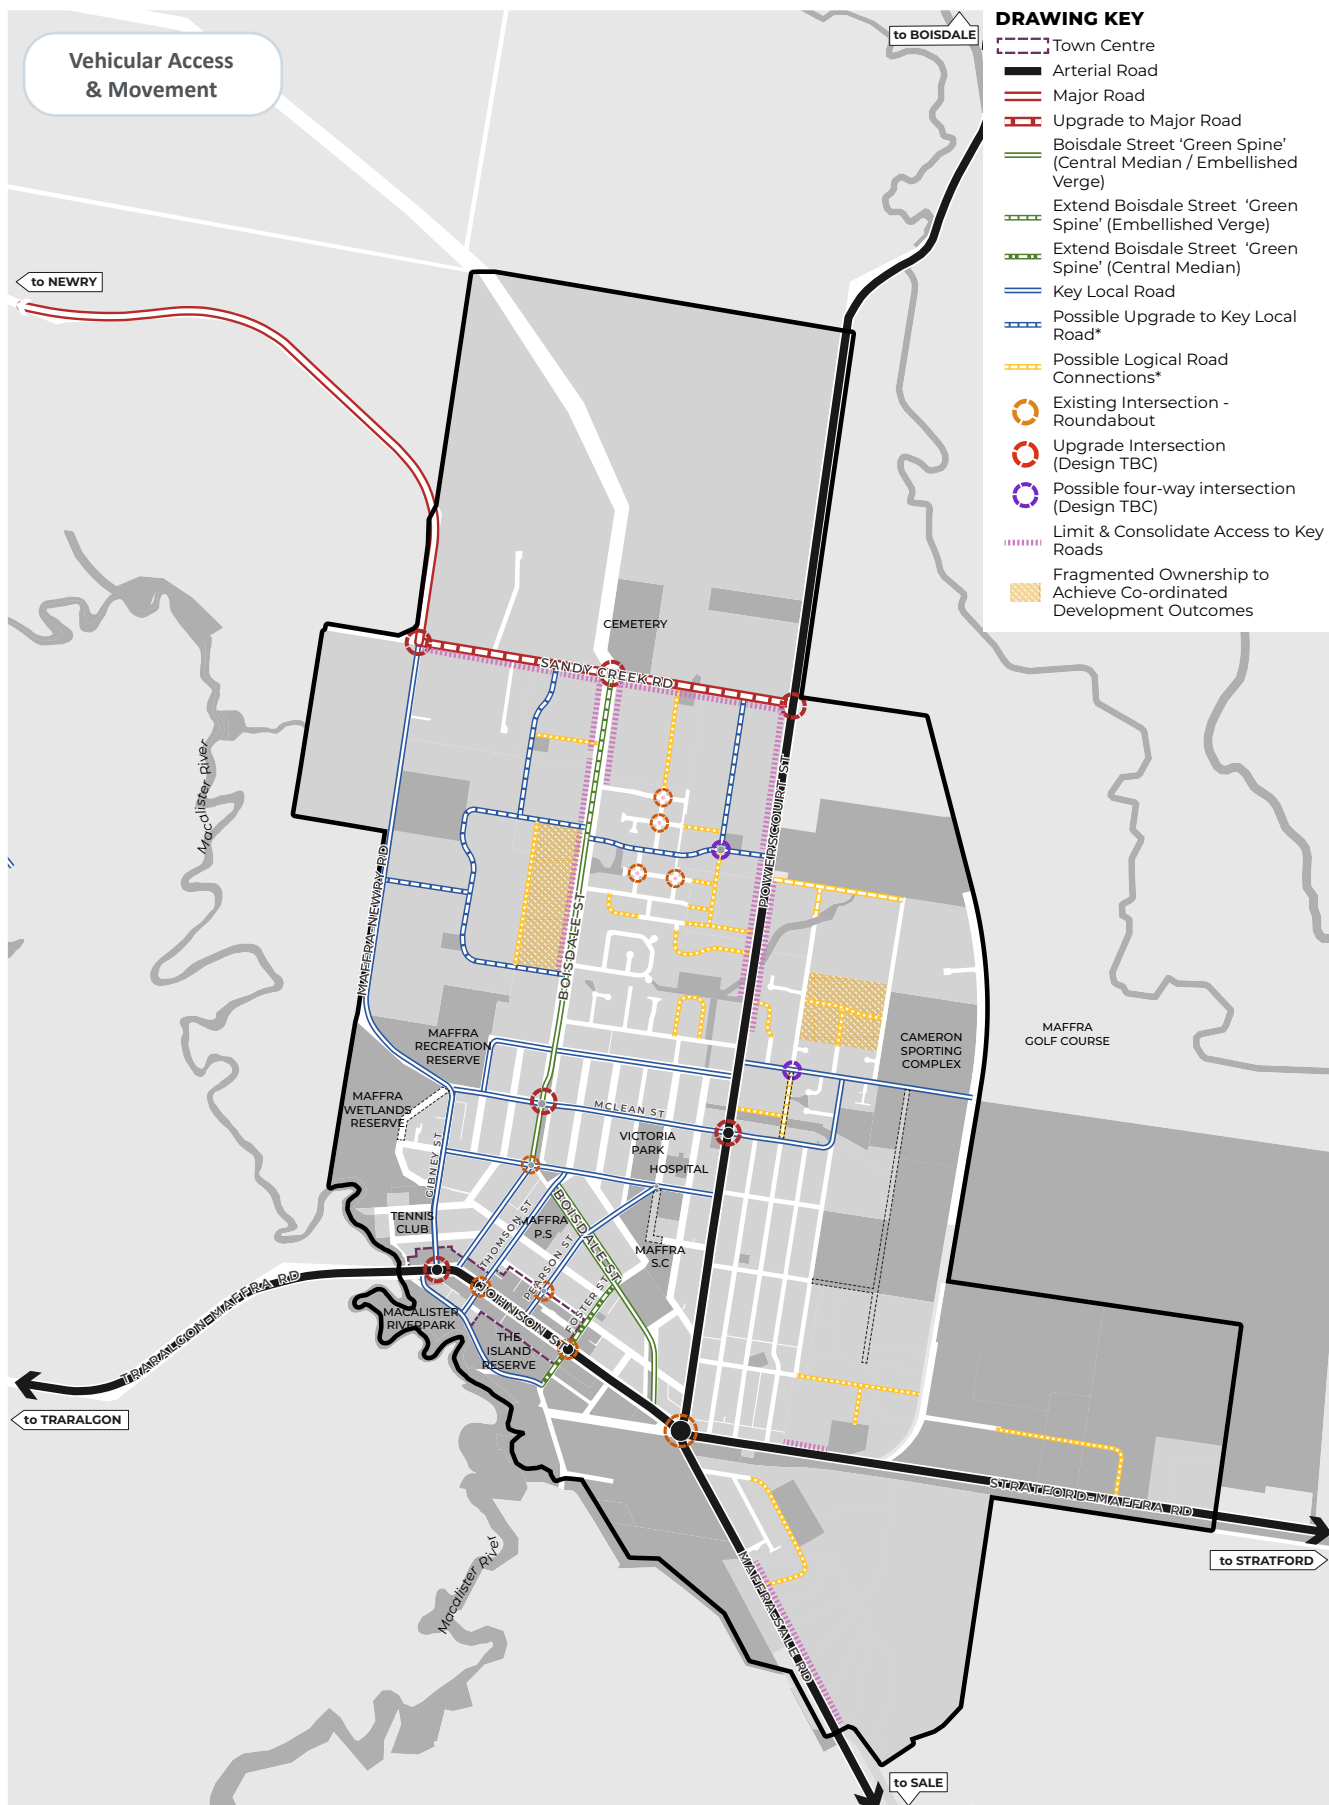 Vehicular Access
& Movement
to BOISDALE
DRAWING KEY
Town Centre
Arterial Road
Major Road
Upgrade to Major Road
Boisdale Street ‘Green Spine’
(Central Median / Embellished
Verge)
Extend Boisdale Street ‘Green
Spine’ (Embellished Verge)
Extend Boisdale Street ‘Green
Spine’ (Central Median)
Key Local Road
Possible Upgrade to Key Local
Road*
Possible Logical Road
Connections*
Existing Intersection -
Roundabout
Upgrade Intersection
(Design TBC)
Possible four-way intersection
(Design TBC)
Limit & Consolidate Access to Key
Roads
Fragmented Ownership to
Achieve Co-ordinated
Development Outcomes
to NEWRY
CEMETERY
SANDY CREEK RD
Macalister River
POWERSCOURT ST
MAFFRA-NEWRY RD
BOISDALE ST
MAFFRA
RECREATION
RESERVE
CAMERON
SPORTING
COMPLEX
MAFFRA
GOLF COURSE
MAFFRA
WETLANDS
RESERVE
MCLEAN ST
VICTORIA
PARK
HOSPITAL
GIBNEY ST
TENNIS
CLUB
THOMSON ST
MAFFRA
P.S
BOISDALE ST
PEARSON ST
MAFFRA
S.C
FOSTER ST
JOHNSON ST
MACALISTER
RIVERPARK
THE
ISLAND
RESERVE
TRARALGON-MAFFRA RD
to TRARALGON
STRATFORD-MAFFRA RD
to STRATFORD
Macalister River
MAFFRA-SALE RD
to SALE